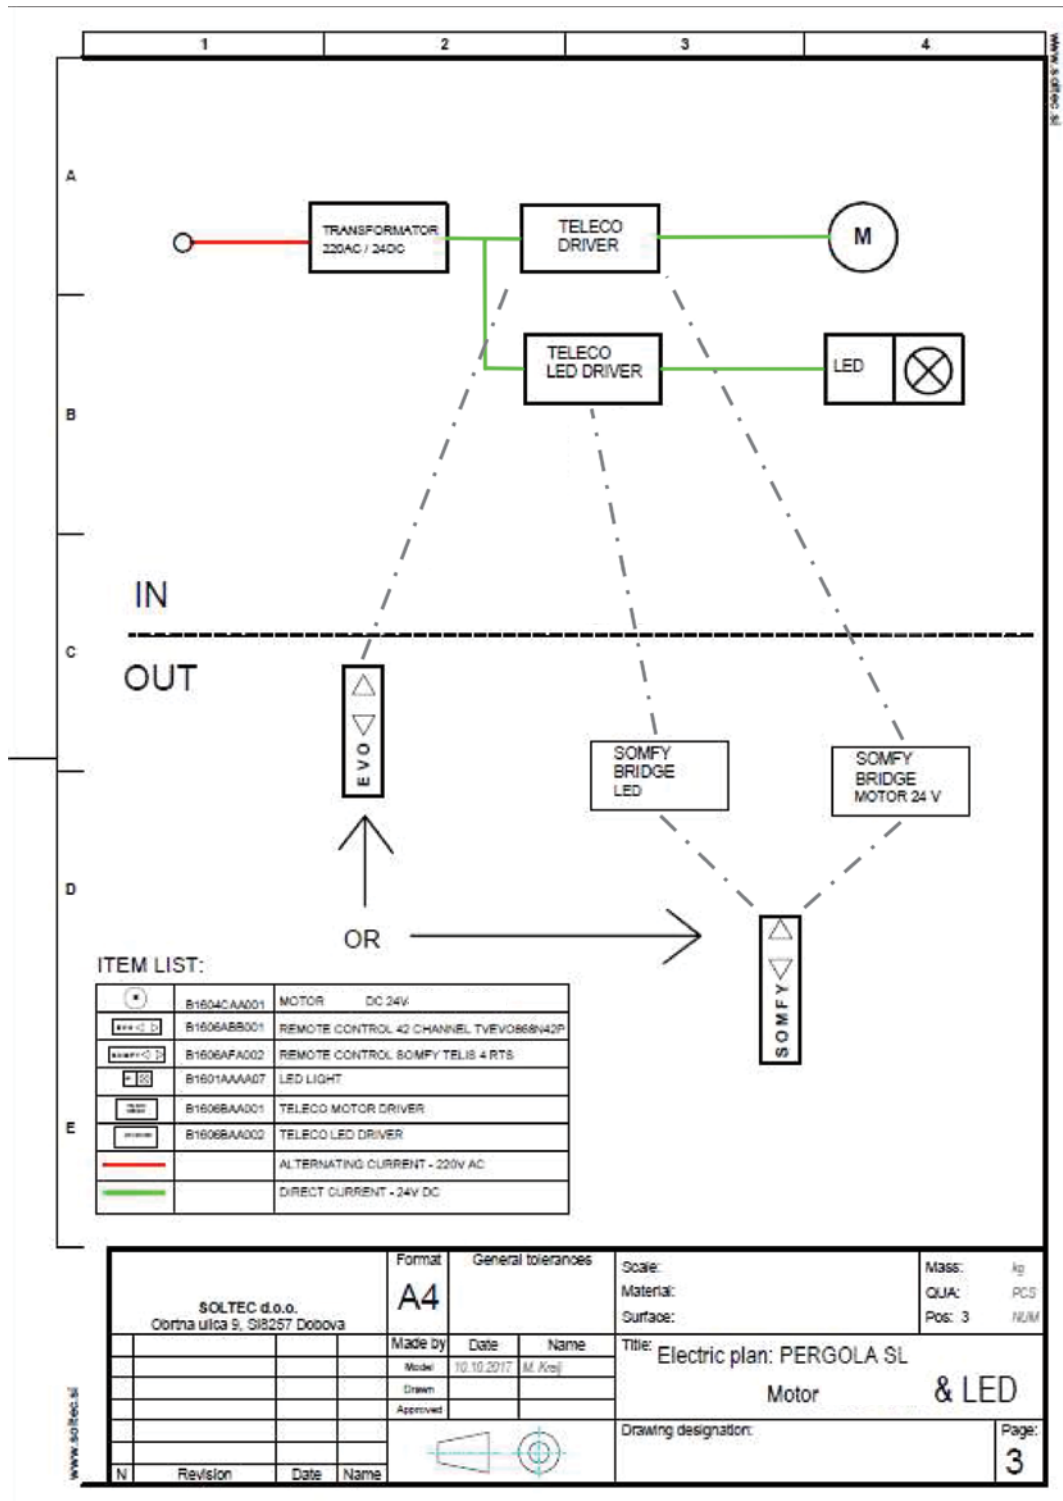 1 2 3 4
www.soltec.si
A
TRANSFORMATOR
220AC / 24DC
TELECO
DRIVER
M
TELECO
LED DRIVER
LED
B
IN
C
OUT
EVO
SOMFY
BRIDGE
LED
SOMFY
BRIDGE
MOTOR 24 V
D
OR
SOMFY
ITEM LIST:
B1604CAA001 MOTOR DC 24V
EVO B1606ABB001 REMOTE CONTROL 42 CHANNEL TVEVO868N42P
SOMFY B1606AFA002 REMOTE CONTROL SOMFY TELIS 4 RTS
B1601AAAA07 LED LIGHT
B1606BAA001 TELECO MOTOR DRIVER
E
B1606BAA002 TELECO LED DRIVER
ALTERNATING CURRENT - 220V AC
DIRECT CURRENT - 24V DC
SOLTEC d.o.o.
Obrtna ulica 9, SI8257 Dobova
Format
A4
General tolerances
Scale:
Material:
Surface:
Mass: kg
QUA: PCS
Pos: 3 NUM
Made by Date Name
Model 10.10.2017 M. Krelj
Drawn
Approved
Title: Electric plan: PERGOLA SL
Motor & LED
Drawing designation:
Page:
3
N Revision Date Name
www.soltec.si